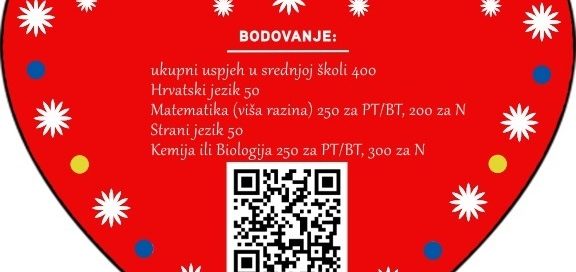 BODOVANJE:
ukupni uspjeh u srednjoj školi 400
Hrvatski jezik 50
Matematika (viša razina) 250 za PT/BT, 200 za N
Strani jezik 50
Kemija ili Biologija 250 za PT/BT, 300 za N